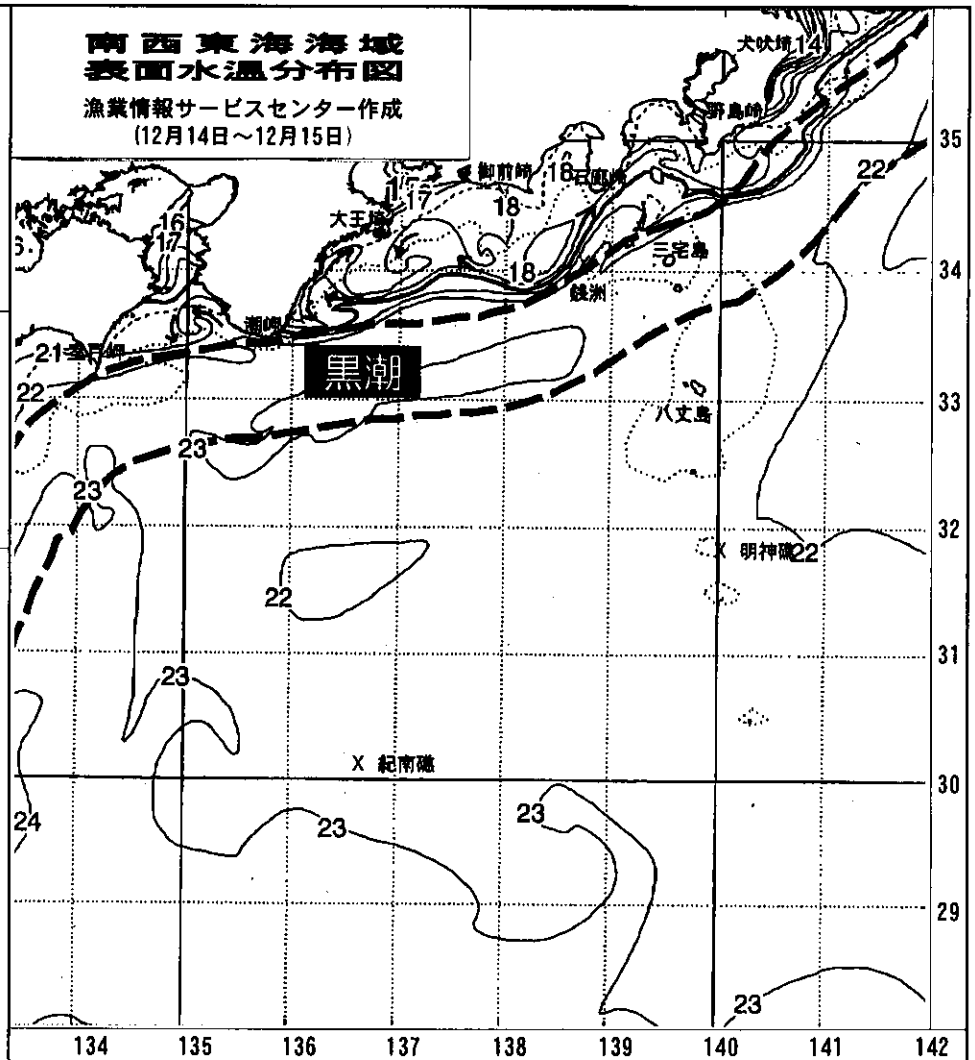 南西東海海域
表面水温分布図
漁業情報サービスセンター作成
(12月14日～12月15日)
犬吠埼 14
野島崎
35
御前崎
18 石廊崎
22
17
18
大王埼
16
17
6.
三宅島
34
18
銭洲
潮岬
21 室戸岬
黒潮
22
33
八丈島
23
23
32
明神礁 22
22
31
23
紀南礁
30
24
23
23
29
23
134 135 136 137 138 139 140 141 142